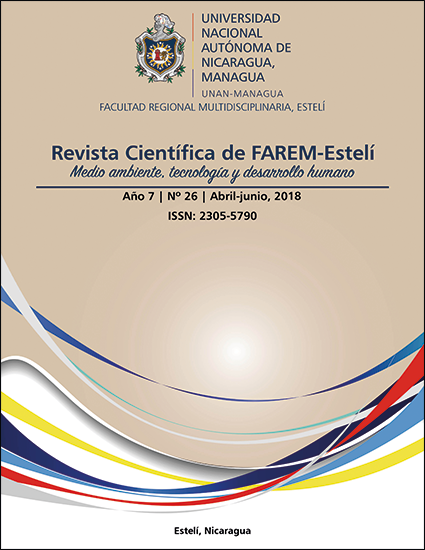 UNIVERSIDAD
NACIONAL
AUTÓNOMA DE
NICARAGUA,
MANAGUA
UNAN-MANAGUA
FACULTAD REGIONAL MULTIDISCIPLINARIA, ESTELÍ
Revista Científica de FAREM-Estelí
Medio ambiente, tecnología y desarrollo humano
Año 7 | Nº 26 | Abril-junio, 2018
ISSN: 2305-5790
Estelí, Nicaragua